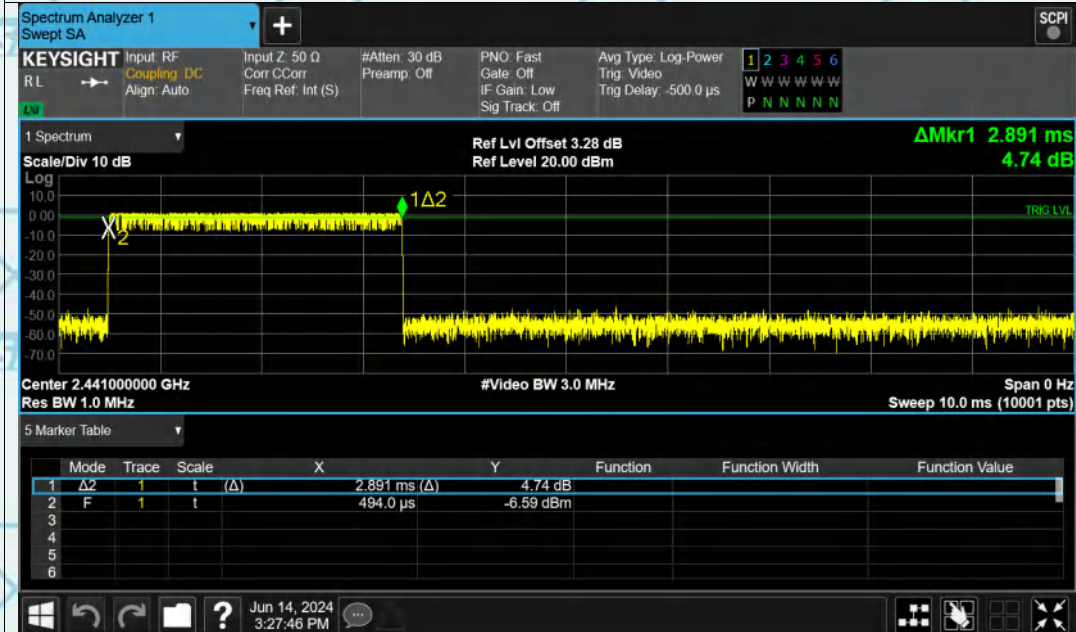 Spectrum Analyzer 1
Swept SA
+
SCPI
KEYSIGHT Input: RF Input Z: 50 Ω #Atten: 30 dB PNO: Fast Avg Type: Log-Power 1 2 3 4 5 6
RL Coupling: DC Corr CCorr Preamp: Off Gate: Off Trig: Video W W W W W W
Align: Auto Freq Ref: Int (S) IF Gain: Low Trig Delay: -500.0 µs P N N N N N
LNI Sig Track: Off
1 Spectrum Ref Lvl Offset 3.28 dB ΔMkr1 2.891 ms
Scale/Div 10 dB Ref Level 20.00 dBm 4.74 dB
Log
10.0 1Δ2
0.00 TRIG LVL
-10.0 2
-20.0
-30.0
-40.0
-50.0
-60.0
-70.0
Center 2.441000000 GHz #Video BW 3.0 MHz Span 0 Hz
Res BW 1.0 MHz Sweep 10.0 ms (10001 pts)
5 Marker Table
Mode Trace Scale X Y Function Function Width Function Value
1 Δ2 1 t (Δ) 2.891 ms (Δ) 4.74 dB
2 F 1 t 494.0 µs -6.59 dBm
3
4
5
6
? Jun 14, 2024
3:27:46 PM